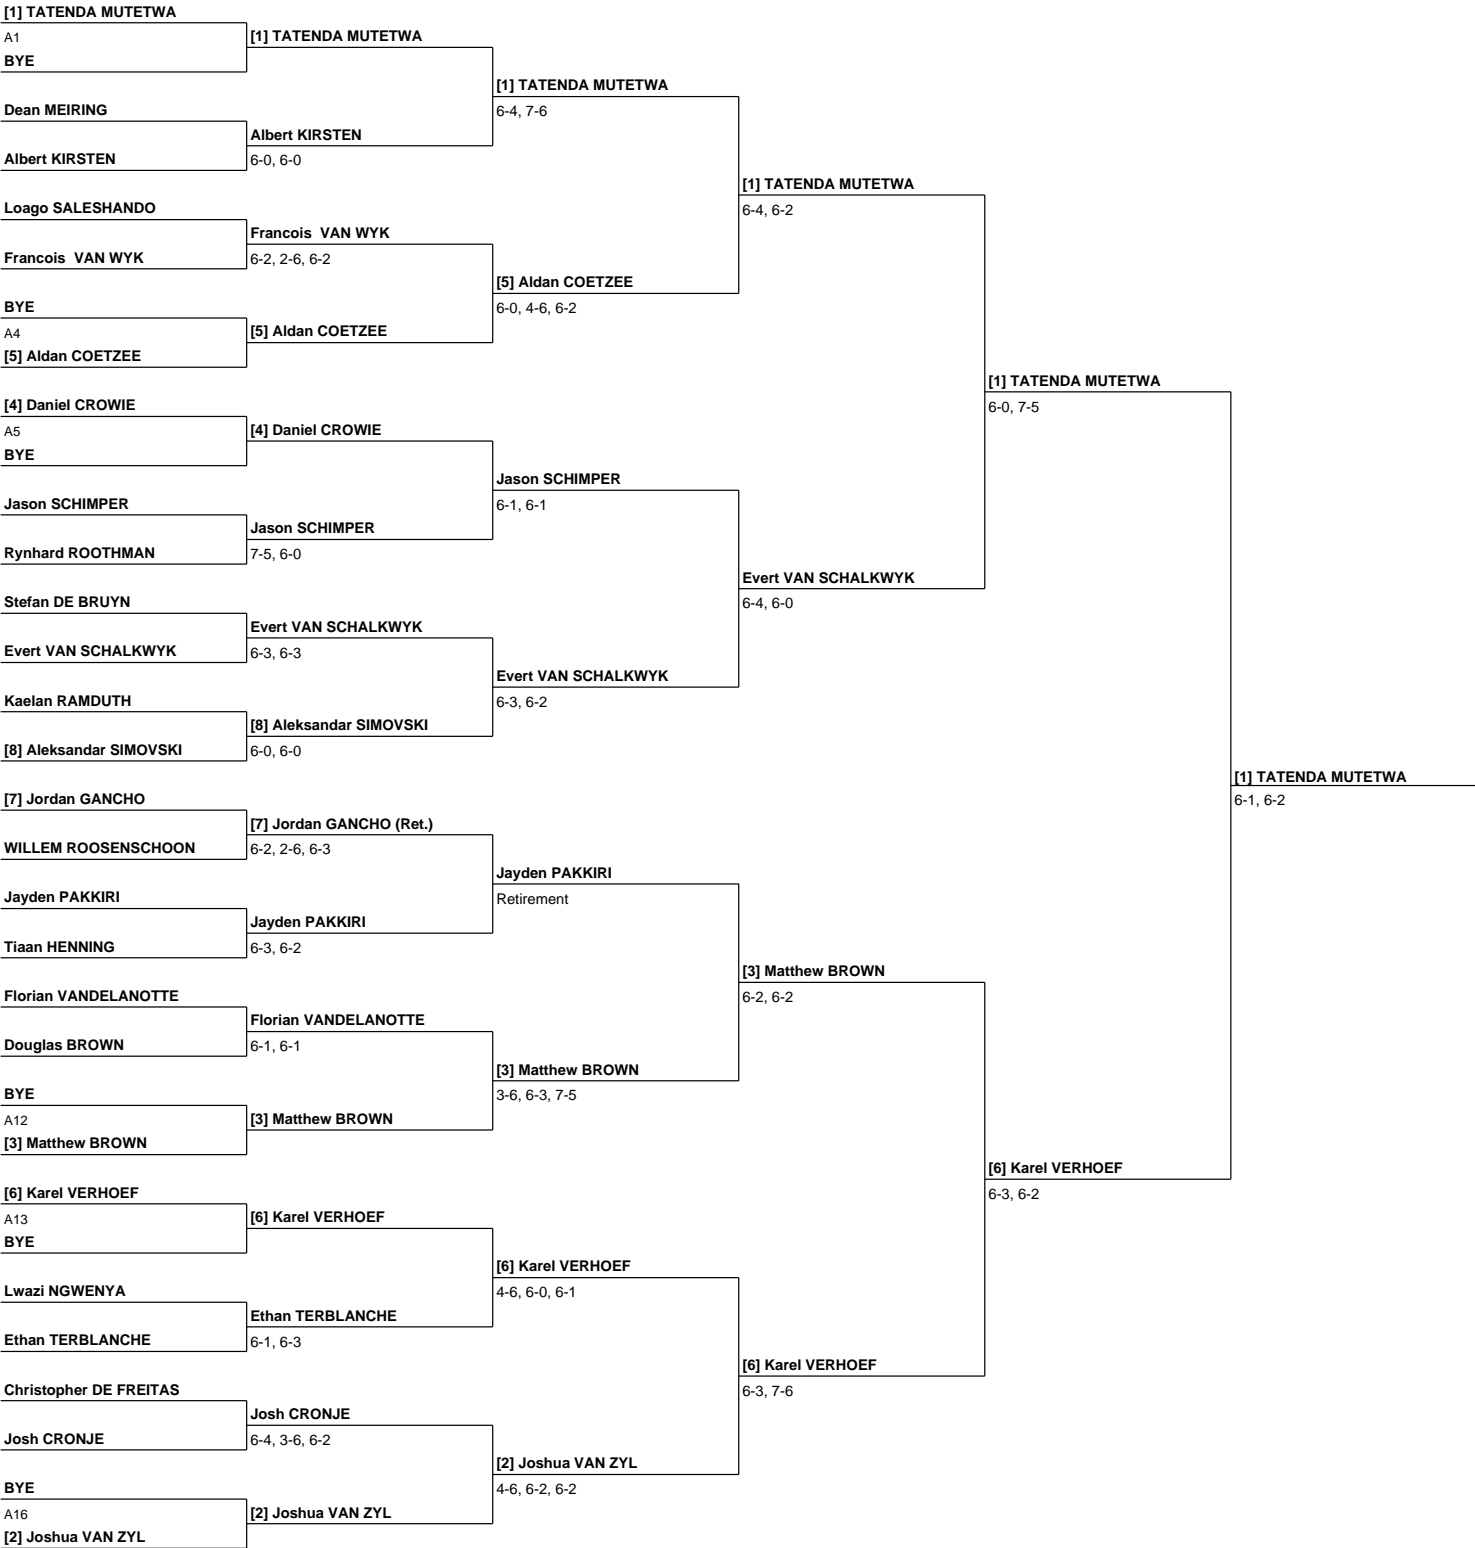 [1] TATENDA MUTETWA
A1
BYE
Dean MEIRING
Albert KIRSTEN
Loago SALESHANDO
Francois  VAN WYK
BYE
A4
[5] Aldan COETZEE
[4] Daniel CROWIE
A5
BYE
Jason SCHIMPER
Rynhard ROOTHMAN
Stefan DE BRUYN
Evert VAN SCHALKWYK
Kaelan RAMDUTH
[8] Aleksandar SIMOVSKI
[7] Jordan GANCHO
WILLEM ROOSENSCHOON
Jayden PAKKIRI
Tiaan HENNING
Florian VANDELANOTTE
Douglas BROWN
BYE
A12
[3] Matthew BROWN
[6] Karel VERHOEF
A13
BYE
Lwazi NGWENYA
Ethan TERBLANCHE
Christopher DE FREITAS
Josh CRONJE
BYE
A16
[2] Joshua VAN ZYL
[1] TATENDA MUTETWA
Albert KIRSTEN
6-0, 6-0
Francois  VAN WYK
6-2, 2-6, 6-2
[5] Aldan COETZEE
[4] Daniel CROWIE
Jason SCHIMPER
7-5, 6-0
Evert VAN SCHALKWYK
6-3, 6-3
[8] Aleksandar SIMOVSKI
6-0, 6-0
[7] Jordan GANCHO (Ret.)
6-2, 2-6, 6-3
Jayden PAKKIRI
6-3, 6-2
Florian VANDELANOTTE
6-1, 6-1
[3] Matthew BROWN
[6] Karel VERHOEF
Ethan TERBLANCHE
6-1, 6-3
Josh CRONJE
6-4, 3-6, 6-2
[2] Joshua VAN ZYL
[1] TATENDA MUTETWA
6-4, 7-6
[5] Aldan COETZEE
6-0, 4-6, 6-2
Jason SCHIMPER
6-1, 6-1
Evert VAN SCHALKWYK
6-3, 6-2
Jayden PAKKIRI
Retirement
[3] Matthew BROWN
3-6, 6-3, 7-5
[6] Karel VERHOEF
4-6, 6-0, 6-1
[2] Joshua VAN ZYL
4-6, 6-2, 6-2
[1] TATENDA MUTETWA
6-4, 6-2
Evert VAN SCHALKWYK
6-4, 6-0
[3] Matthew BROWN
6-2, 6-2
[6] Karel VERHOEF
6-3, 7-6
[1] TATENDA MUTETWA
6-0, 7-5
[6] Karel VERHOEF
6-3, 6-2
[1] TATENDA MUTETWA
6-1, 6-2